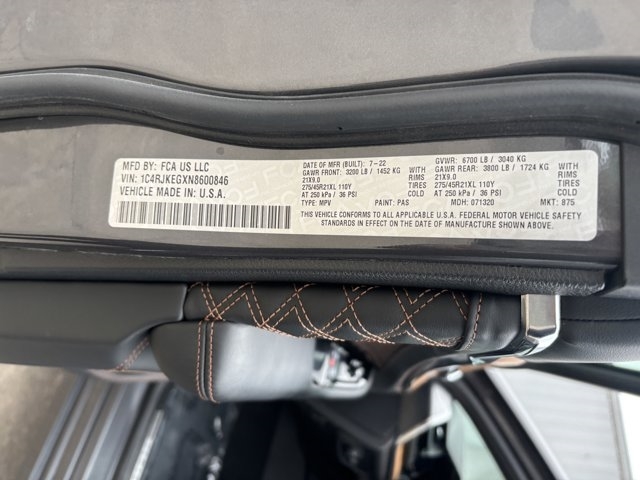 MFD BY: FCA US LLC
VIN: 1C4RJKEGXN8600846
VEHICLE MADE IN: U.S.A.
DATE OF MFR (BUILT): 7-22
GAWR FRONT: 3200 LB / 1452 KG
21X9.0
275/45R21XL 110Y TIRES
AT 250 kPa / 36 PSI COLD
TYPE: MPV PAINT: PAS
GVWR: 6700 LB / 3040 KG
GAWR REAR: 3800 LB / 1724 KG
21X9.0
275/45R21XL 110Y TIRES
AT 250 kPa / 36 PSI COLD
MDH: 071320 MKT: 875
THIS VEHICLE CONFORMS TO ALL APPLICABLE U.S.A. FEDERAL MOTOR VEHICLE SAFETY
STANDARDS IN EFFECT ON THE DATE OF MANUFACTURE SHOWN ABOVE.